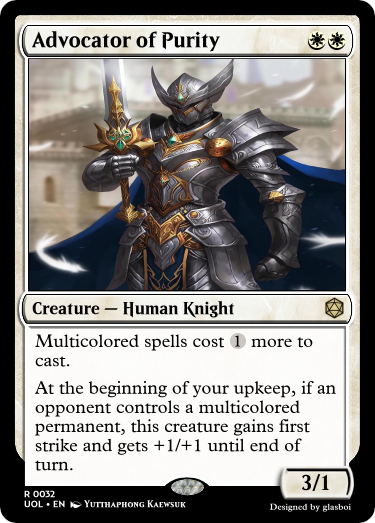 Advocator of Purity
Creature — Human Knight
Multicolored spells cost 1 more to
cast.
At the beginning of your upkeep, if an
opponent controls a multicolored
permanent, this creature gains first
strike and gets +1/+1 until end of
turn.
3/1
R 0032
UOL • EN Yutthaphong Kaewsuk
Designed by glasboi